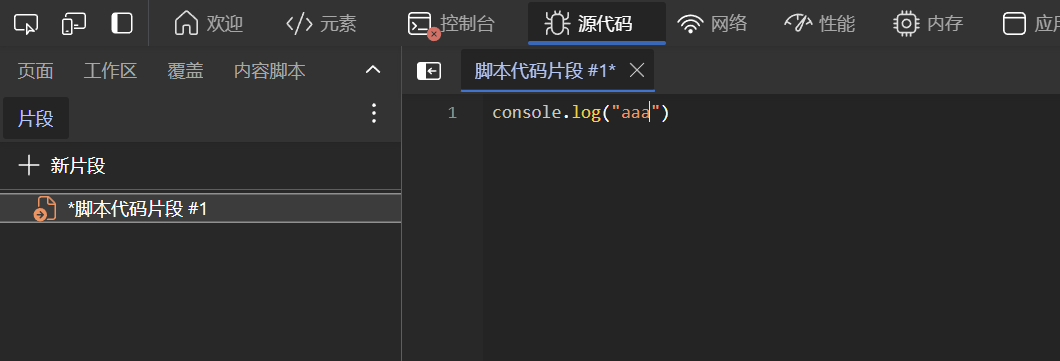 欢迎 元素 控制台 源代码 网络 性能 内存 应
页面 工作区 覆盖 内容脚本
脚本代码片段 #1*
片段
1 console.log("aaa")
新片段
*脚本代码片段 #1